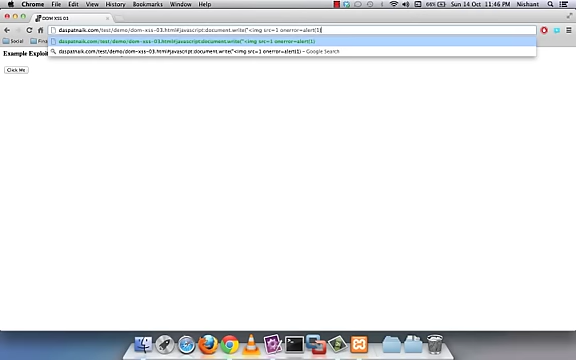 Chrome File Edit View History Bookmarks Window Help 66% Sun 14 Oct 11:46 PM Nishant
DOM XSS 03
daspatnaik.com/test/demo/dom-xss-03.html#javascript:document.write("<img src=1 onerror=alert(1)
daspatnaik.com/test/demo/dom-xss-03.html#javascript:document.write("<img src=1 onerror=alert(1)
daspatnaik.com/test/demo/dom-xss-03.html#javascript:document.write("<img src=1 onerror=alert(1) – Google Search
Social Fina
Example Exploi
Click Me